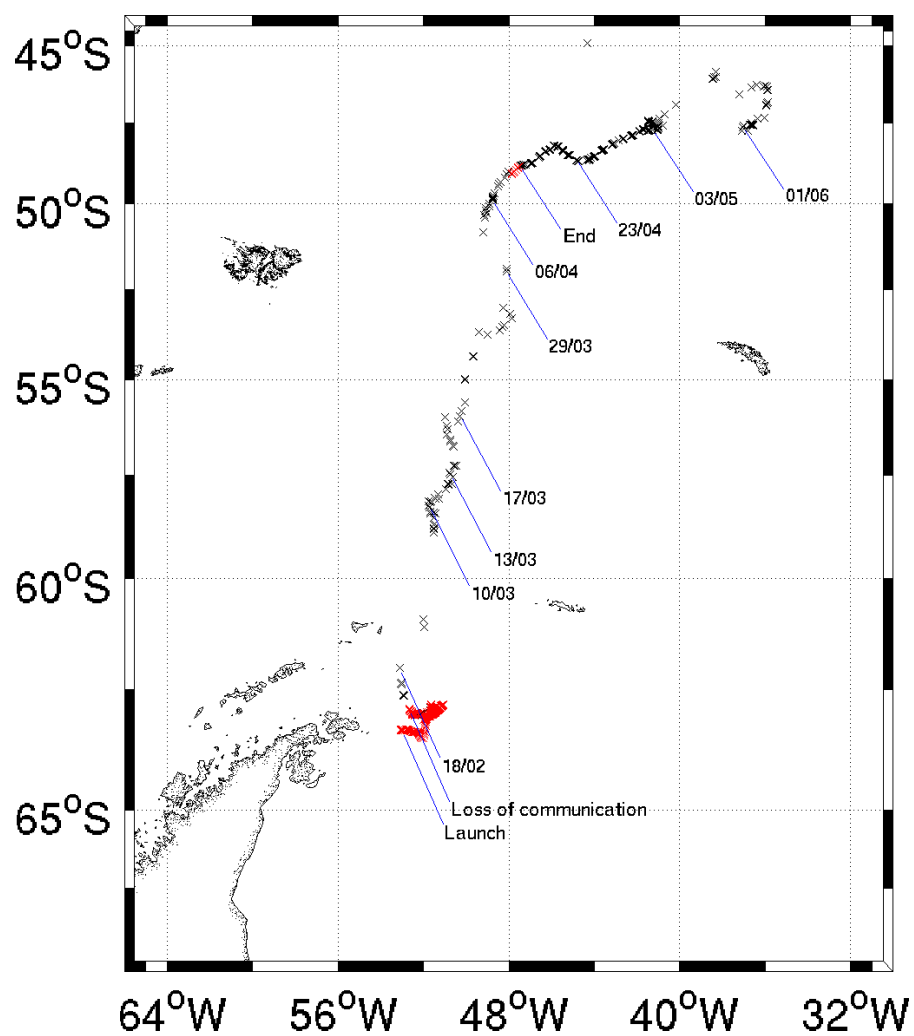 45°S
01/06
03/05
50°S
23/04
End
06/04
29/03
55°S
17/03
13/03
60°S
10/03
18/02
Loss of communication
65°S
Launch
64°W 56°W 48°W 40°W 32°W